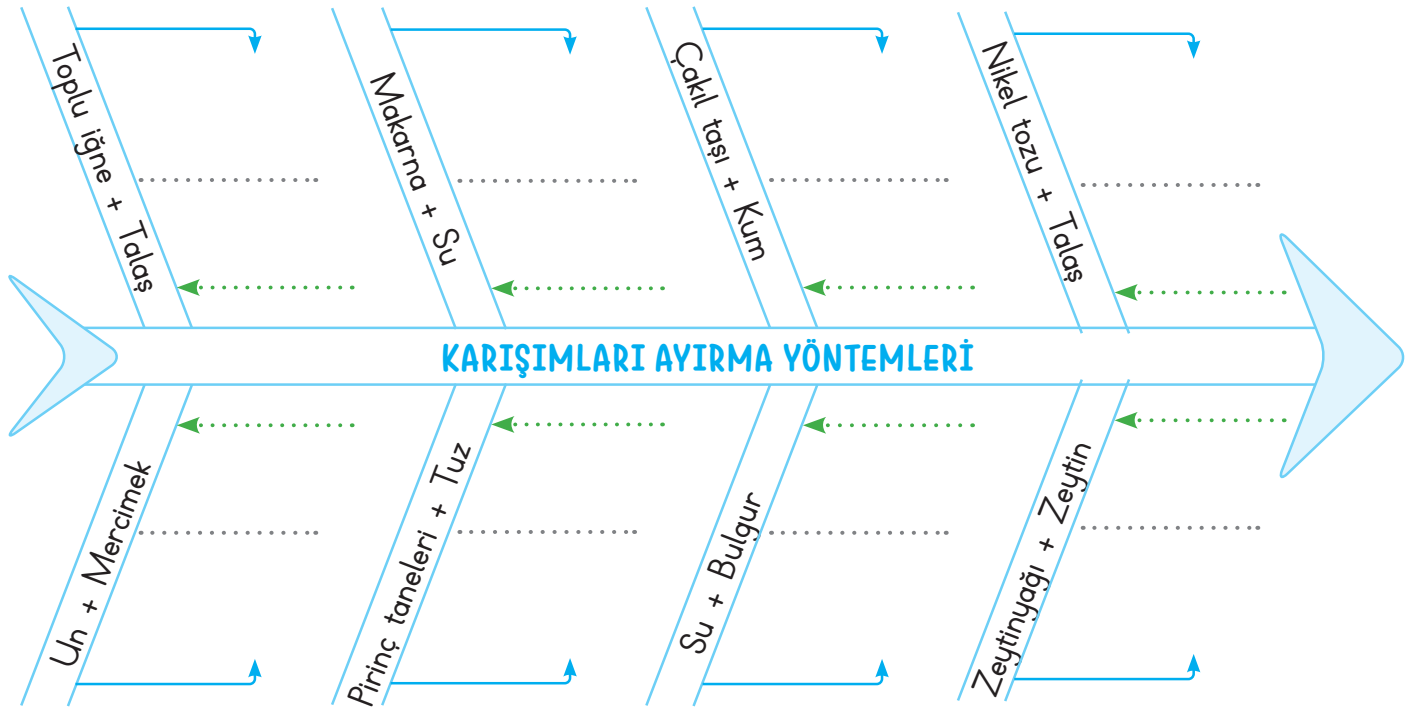 Toplu iğne + Talaş
Makarna + Su
Çakıl taşı + Kum
Nikel tozu + Talaş
KARIŞIMLARI AYIRMA YÖNTEMLERİ
Un + Mercimek
Pirinç taneleri + Tuz
Su + Bulgur
Zeytinyağı + Zeytin